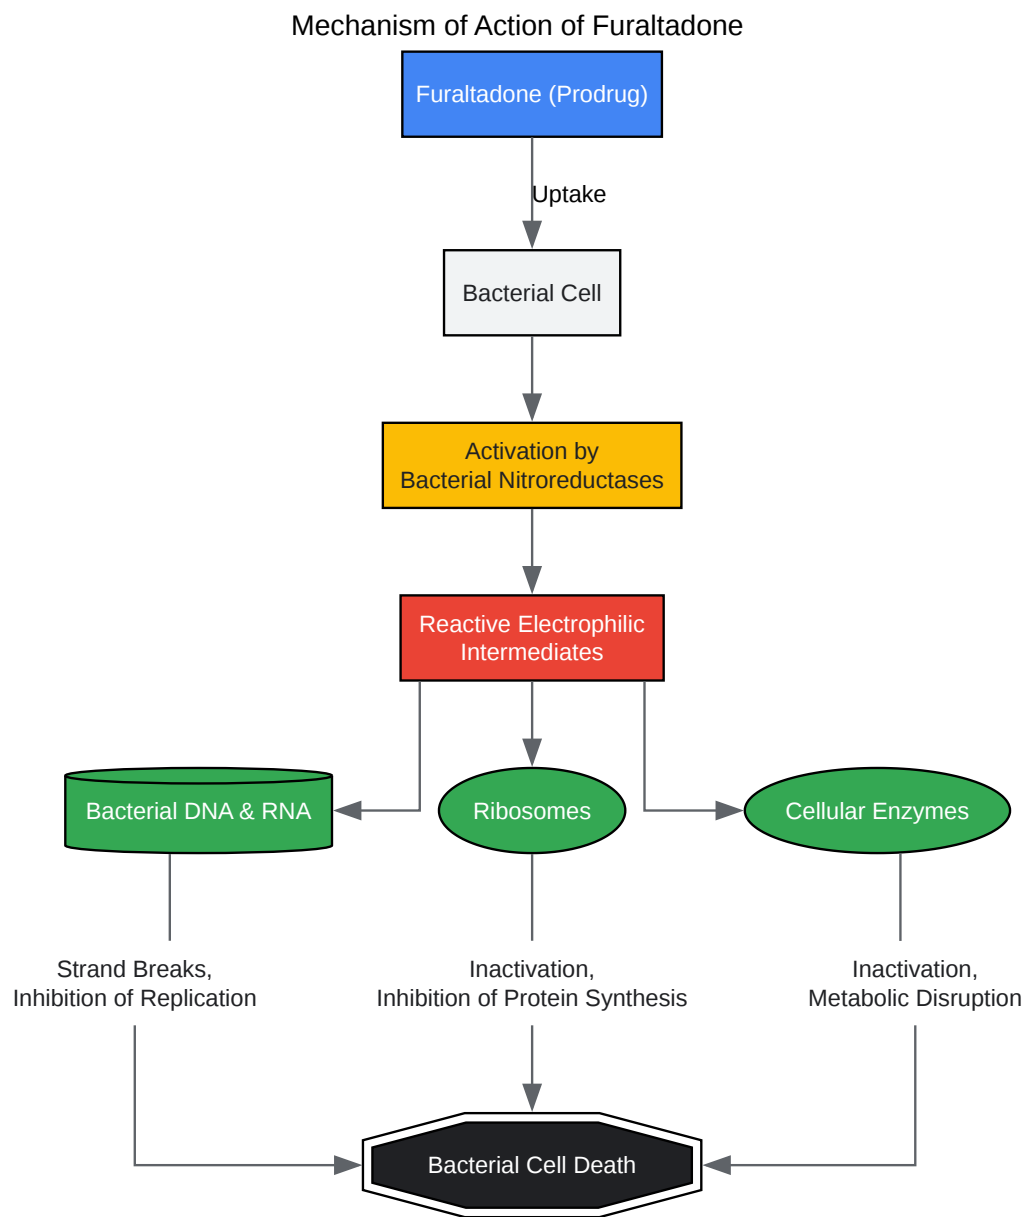 Mechanism of Action of Furaltadone
Furaltadone (Prodrug)
Uptake
Bacterial Cell
Activation by
Bacterial Nitroreductases
Reactive Electrophilic
Intermediates
Bacterial DNA & RNA
Ribosomes
Cellular Enzymes
Strand Breaks,
Inhibition of Replication
Inactivation,
Inhibition of Protein Synthesis
Inactivation,
Metabolic Disruption
Bacterial Cell Death